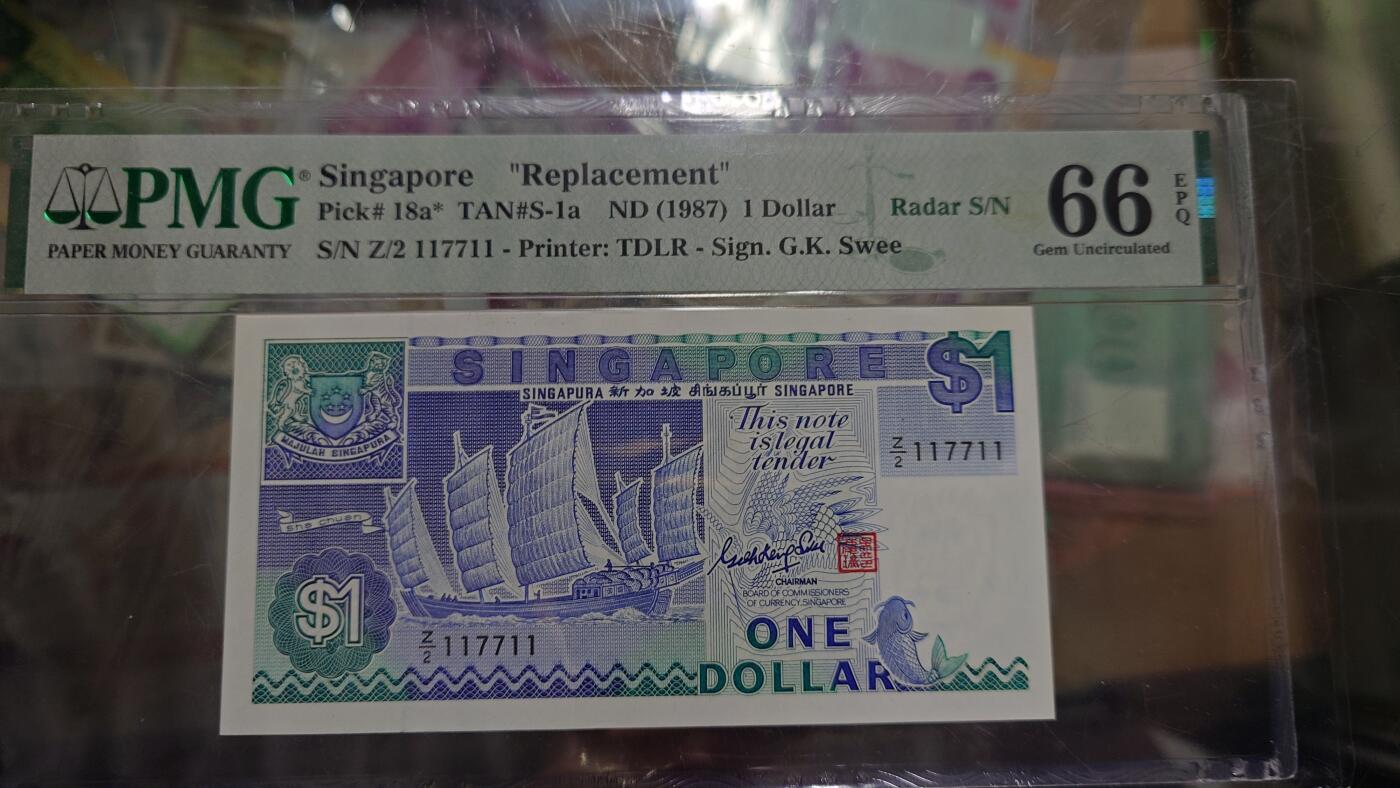 PMG® Singapore "Replacement"
Pick# 18a* TAN#S-1a ND (1987) 1 Dollar Radar S/N 66 EPQ
PAPER MONEY GUARANTY S/N Z/2 117711 - Printer: TDLR - Sign. G.K. Swee Gem Uncirculated
SINGAPORE $1
SINGAPURA 新加坡 சிங்கப்பூர் SINGAPORE
This note
is legal
tender
Z/2 117711
MAJULAH SINGAPURA
sha chuan
CHAIRMAN
BOARD OF COMMISSIONERS
OF CURRENCY, SINGAPORE
$1
Z/2 117711
ONE
DOLLAR